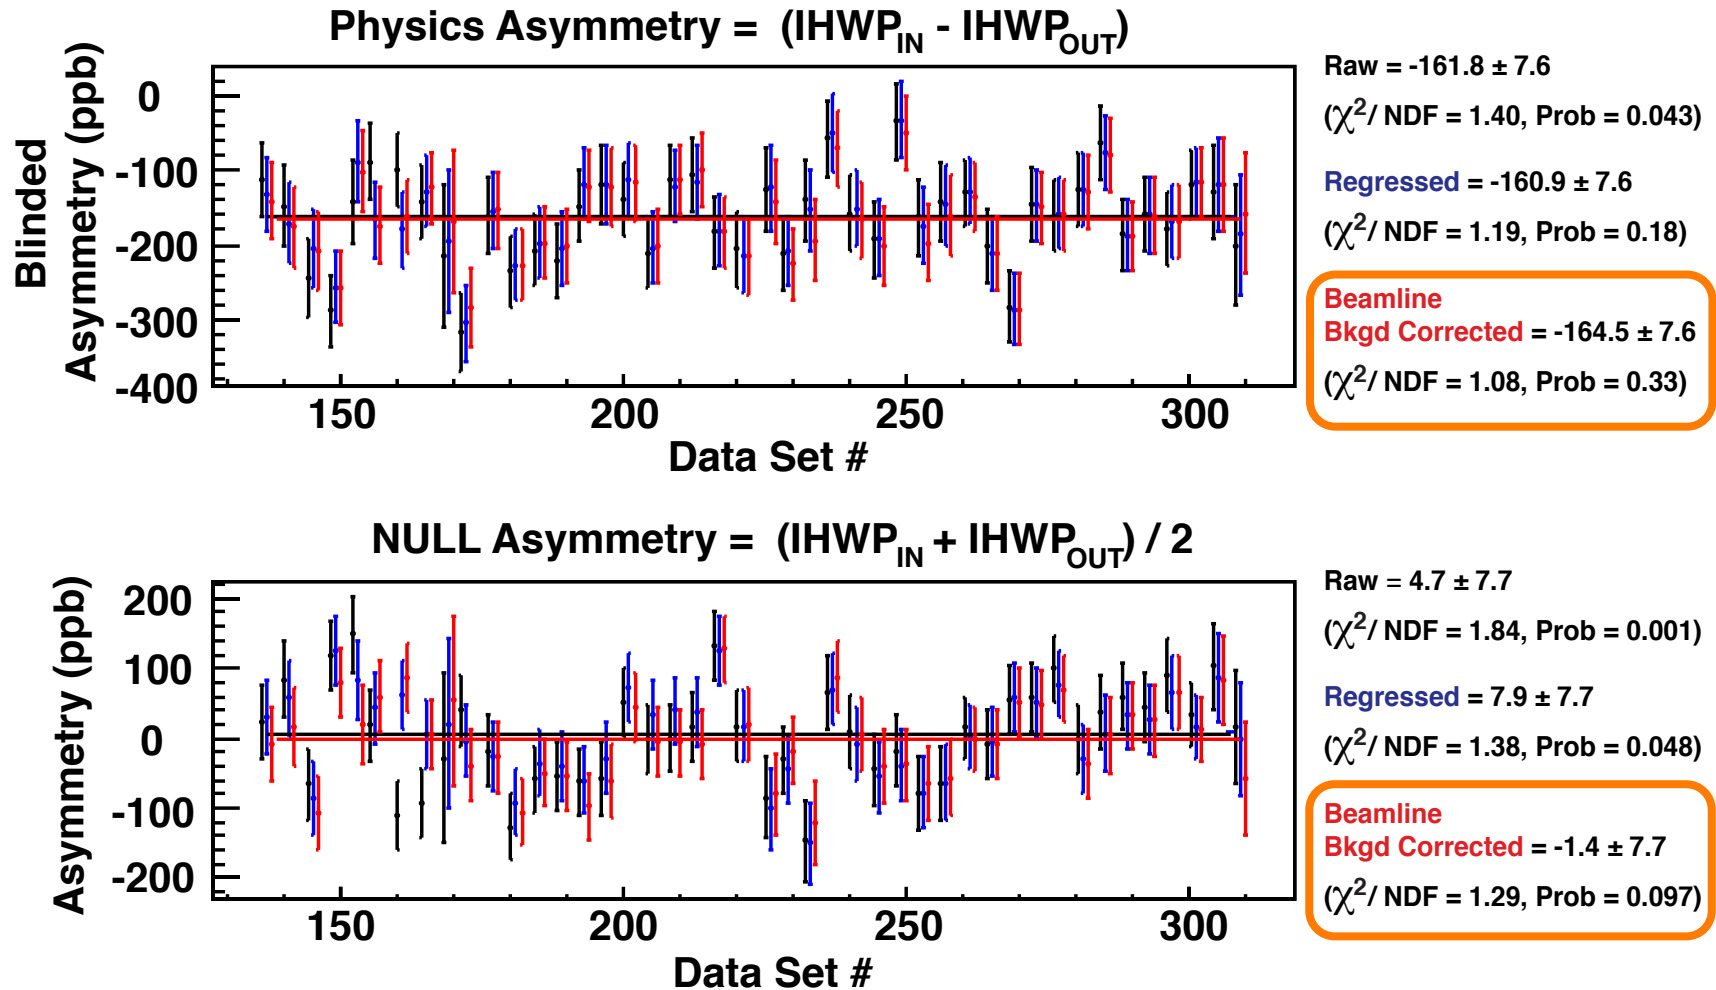 Physics Asymmetry = (IHWP_IN - IHWP_OUT)
Blinded
Asymmetry (ppb)
0
-100
-200
-300
-400
150 200 250 300
Data Set #
Raw = -161.8 ± 7.6
(χ²/ NDF = 1.40, Prob = 0.043)
Regressed = -160.9 ± 7.6
(χ²/ NDF = 1.19, Prob = 0.18)
Beamline
Bkgd Corrected = -164.5 ± 7.6
(χ²/ NDF = 1.08, Prob = 0.33)
NULL Asymmetry = (IHWP_IN + IHWP_OUT) / 2
Asymmetry (ppb)
200
100
0
-100
-200
150 200 250 300
Data Set #
Raw = 4.7 ± 7.7
(χ²/ NDF = 1.84, Prob = 0.001)
Regressed = 7.9 ± 7.7
(χ²/ NDF = 1.38, Prob = 0.048)
Beamline
Bkgd Corrected = -1.4 ± 7.7
(χ²/ NDF = 1.29, Prob = 0.097)